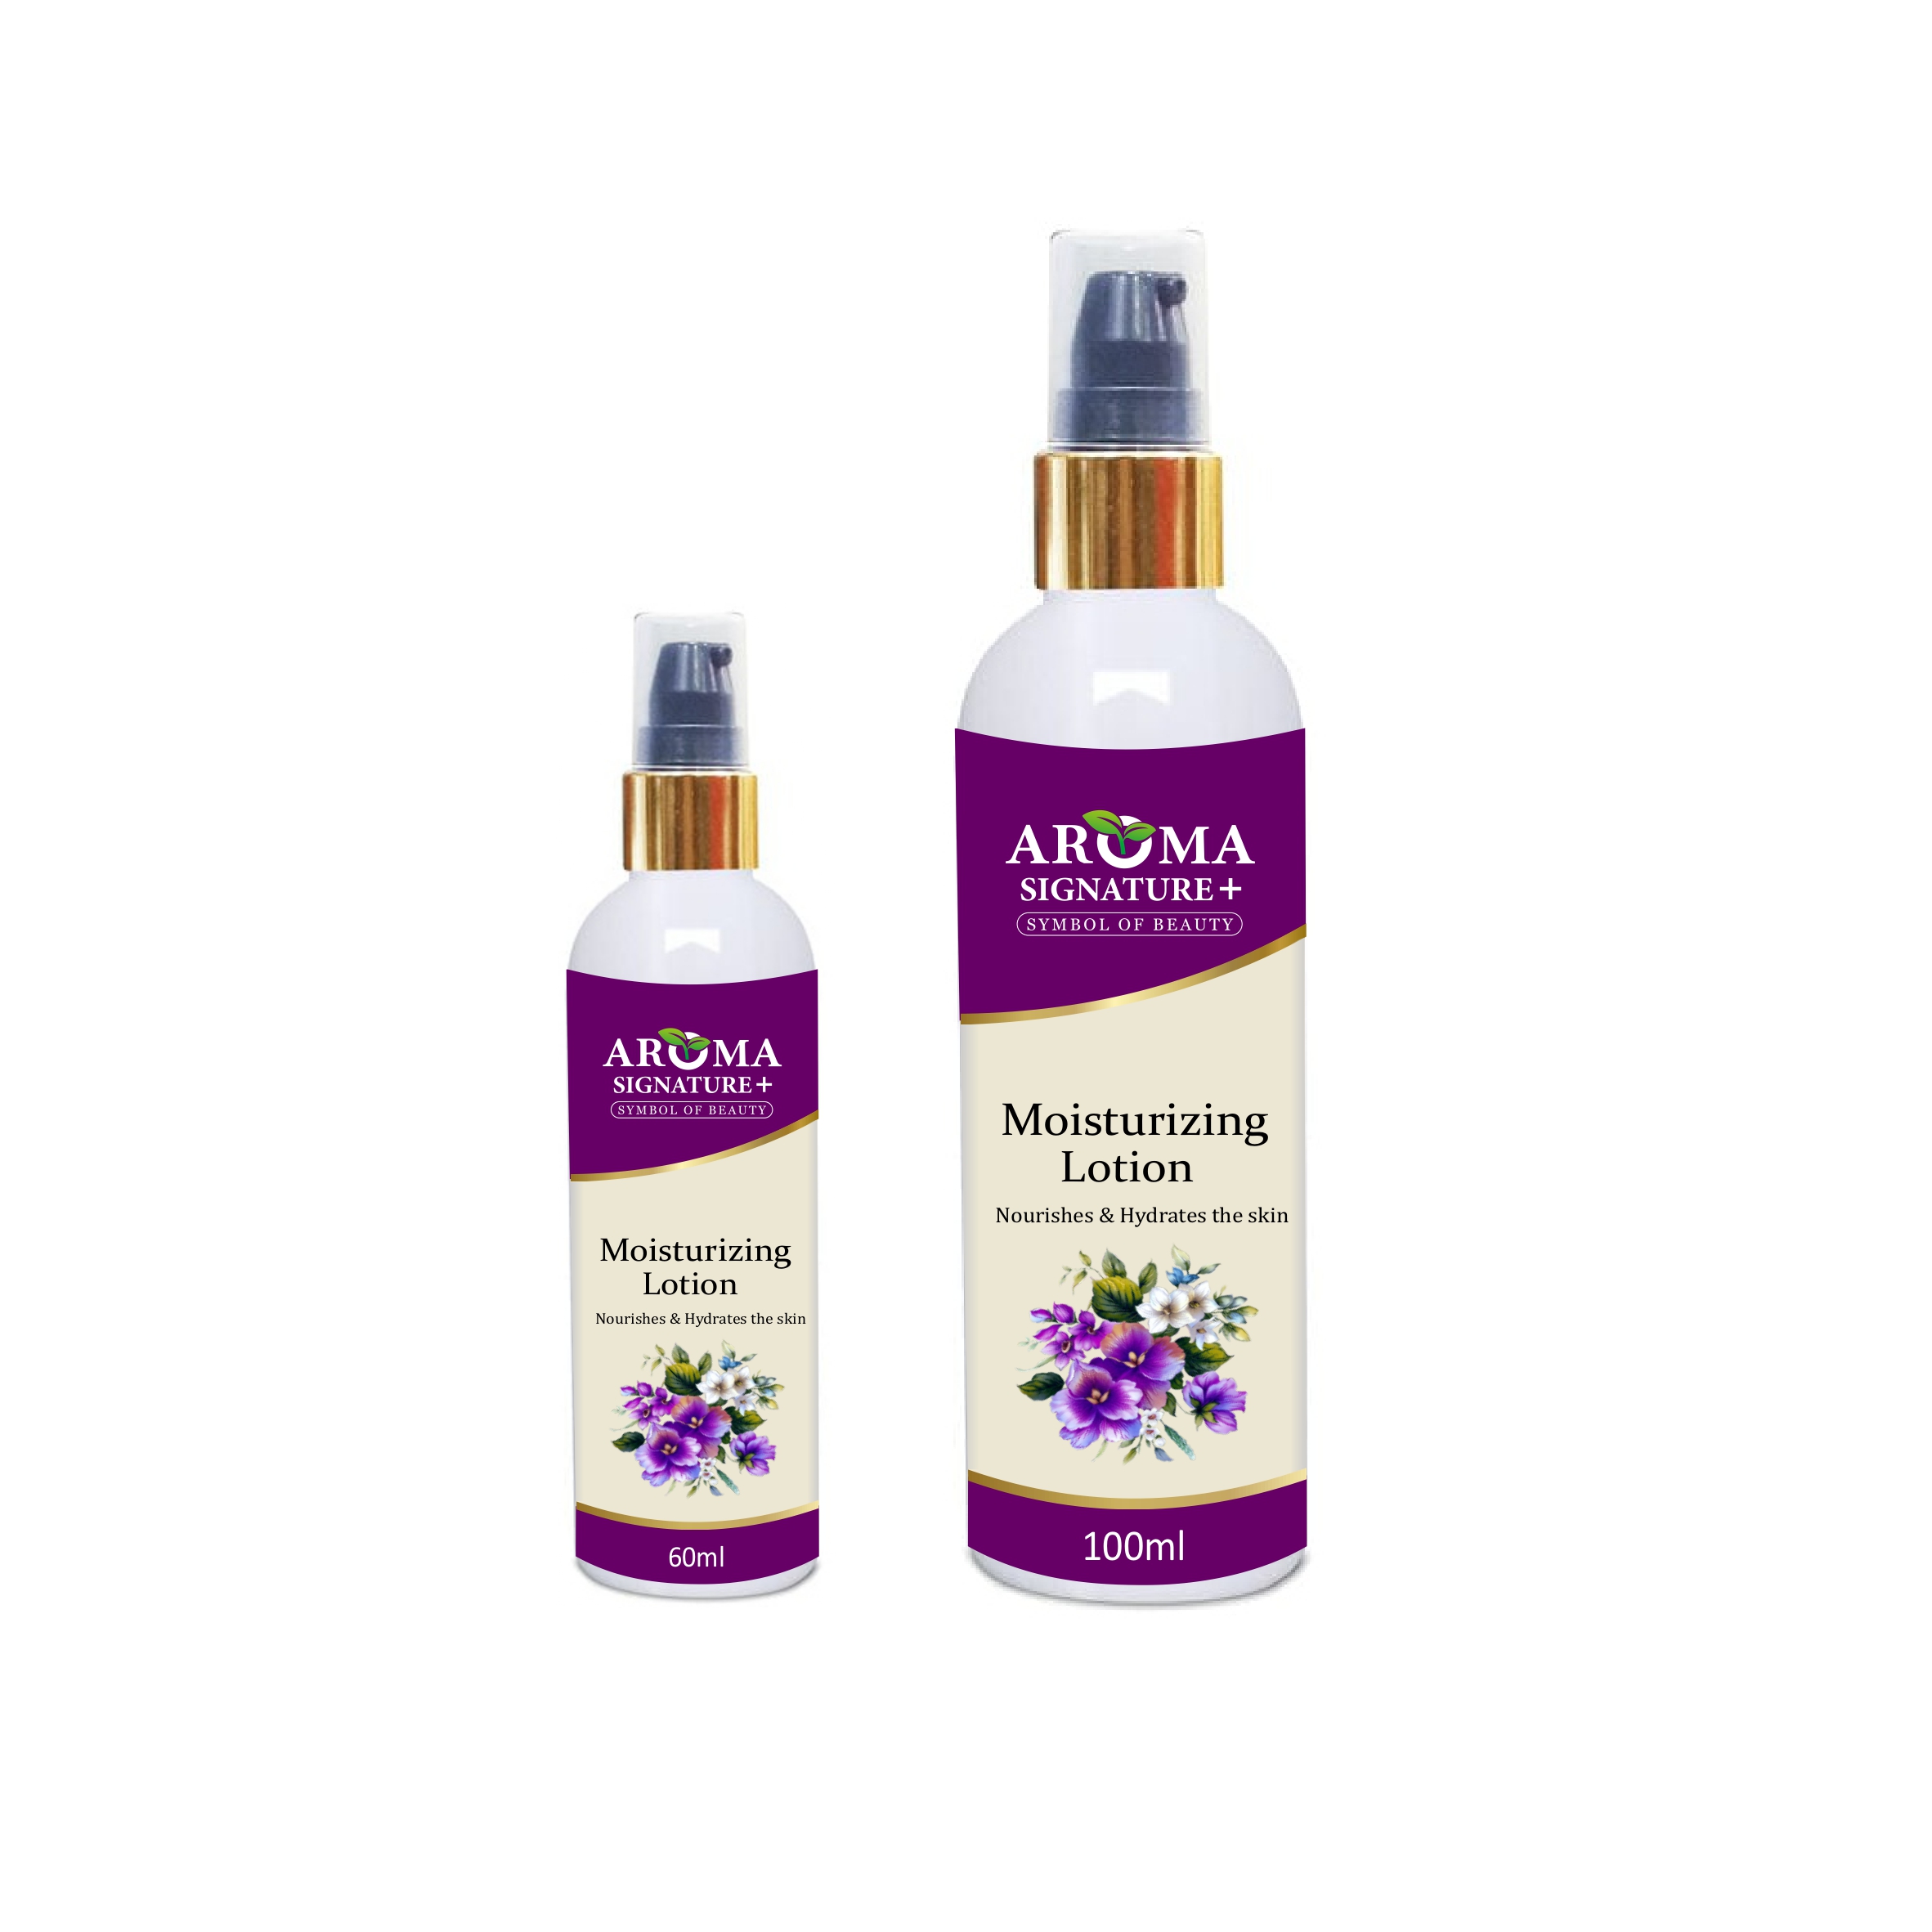 AROMA
SIGNATURE+
SYMBOL OF BEAUTY
Moisturizing
Lotion
Nourishes & Hydrates the skin
60ml
AROMA
SIGNATURE+
SYMBOL OF BEAUTY
Moisturizing
Lotion
Nourishes & Hydrates the skin
100ml